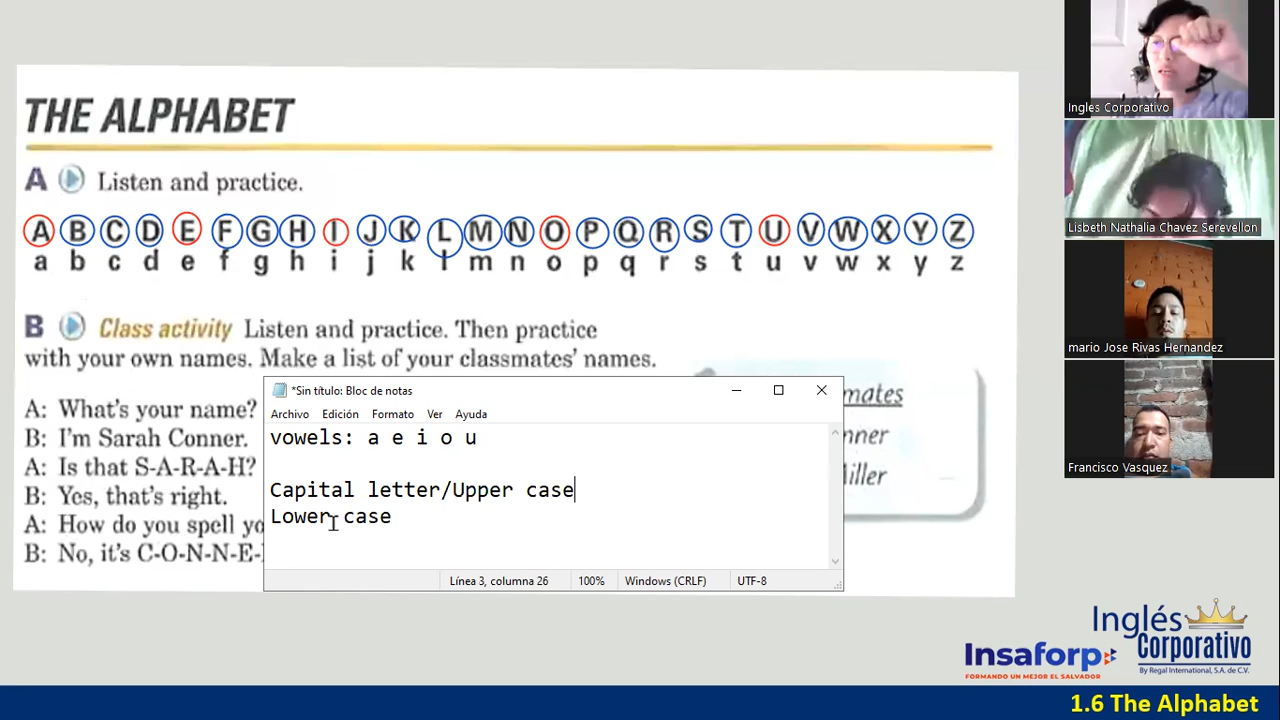 THE ALPHABET
A Listen and practice.
A B C D E F G H I J K L M N O P Q R S T U V W X Y Z
a b c d e f g h i j k l m n o p q r s t u v w x y z
B Class activity Listen and practice. Then practice
with your own names. Make a list of your classmates' names.
A: What's your name?
B: I'm Sarah Conner.
A: Is that S-A-R-A-H?
B: Yes, that's right.
A: How do you spell
B: No, it's C-O-N-N-E-
*Sin título: Bloc de notas
Archivo Edición Formato Ver Ayuda
vowels: a e i o u
Capital letter/Upper case
Lower case
Línea 3, columna 26 100% Windows (CRLF) UTF-8
Ingles Corporativo
Lisbeth Nathalia Chavez Serevellon
mario Jose Rivas Hernandez
Francisco Vasquez
Insaforp
FORMANDO UN MEJOR EL SALVADOR
Inglés
Corporativo
By Regal International, S.A. de C.V.
1.6 The Alphabet